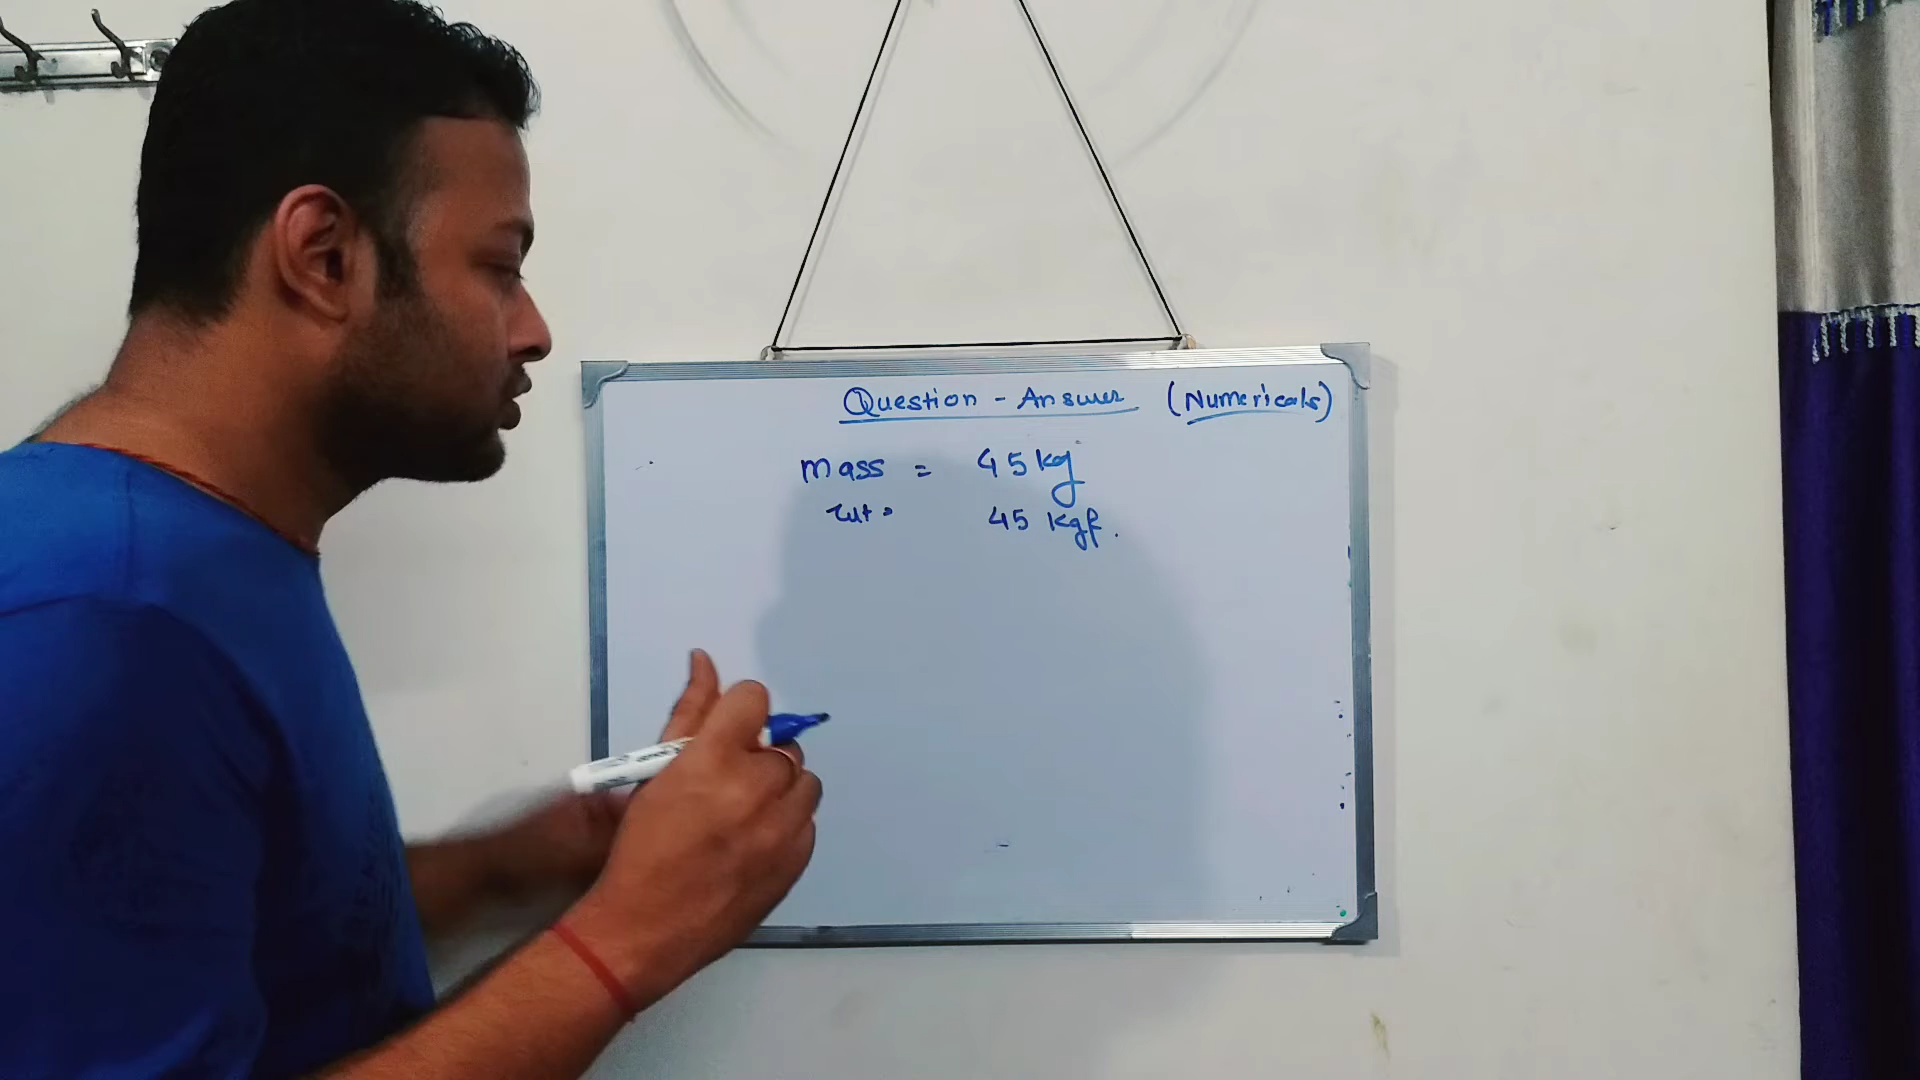 Question - Answer (Numericals)
mass = 45 kg
wt = 45 kgf.